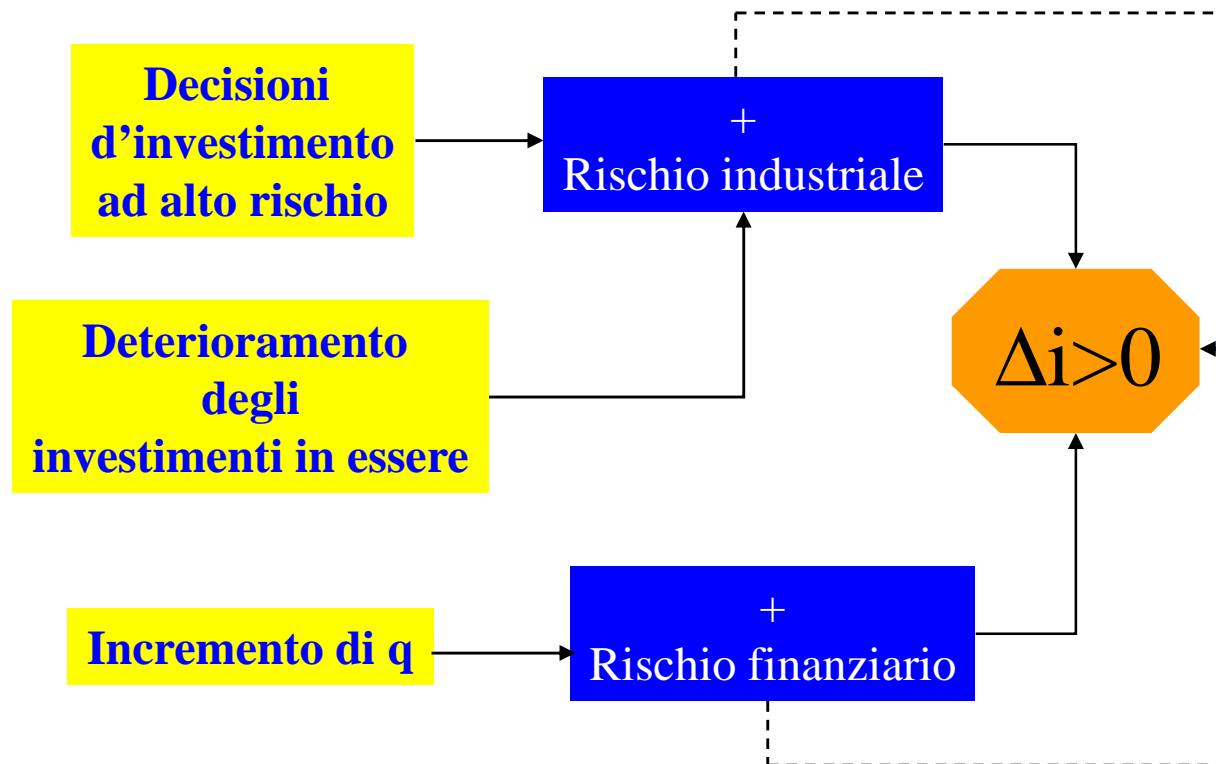 Decisioni
d’investimento
ad alto rischio
+
Rischio industriale
Deterioramento
degli
investimenti in essere
Δi>0
Incremento di q
+
Rischio finanziario